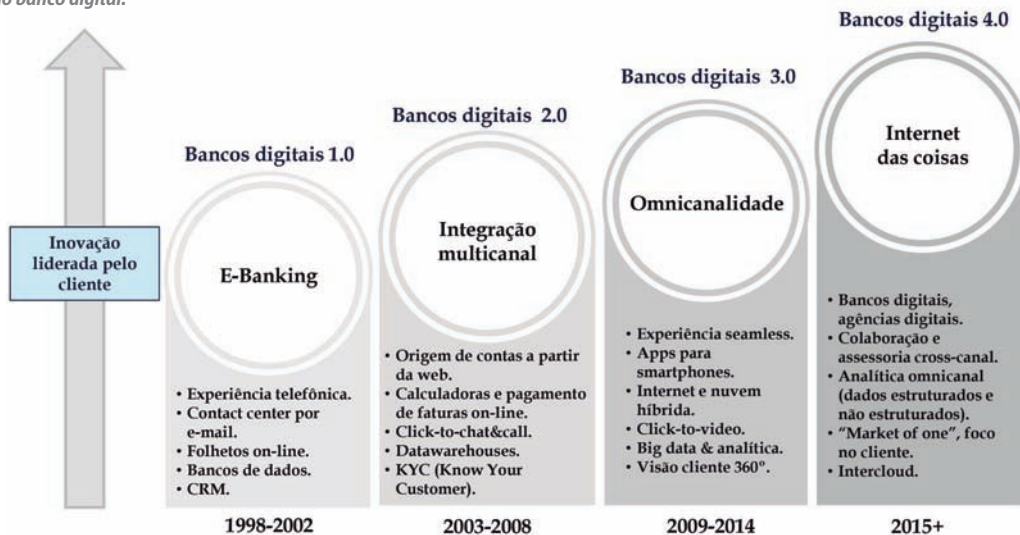 do banco digital.
Bancos digitais 4.0
Bancos digitais 3.0
Bancos digitais 2.0
Bancos digitais 1.0
Inovação
liderada pelo
cliente
E-Banking
• Experiência telefônica.
• Contact center por
e-mail.
• Folhetos on-line.
• Bancos de dados.
• CRM.
1998-2002
Integração
multicanal
• Origem de contas a partir
da web.
• Calculadoras e pagamento
de faturas on-line.
• Click-to-chat&call.
• Datawarehouses.
• KYC (Know Your
Customer).
2003-2008
Omnicanalidade
• Experiência seamless.
• Apps para
smartphones.
• Internet e nuvem
híbrida.
• Click-to-video.
• Big data & analítica.
• Visão cliente 360º.
2009-2014
Internet
das coisas
• Bancos digitais,
agências digitais.
• Colaboração e
assessoria cross-canal.
• Analítica omnicanal
(dados estruturados e
não estruturados).
• “Market of one”, foco
no cliente.
• Intercloud.
2015+